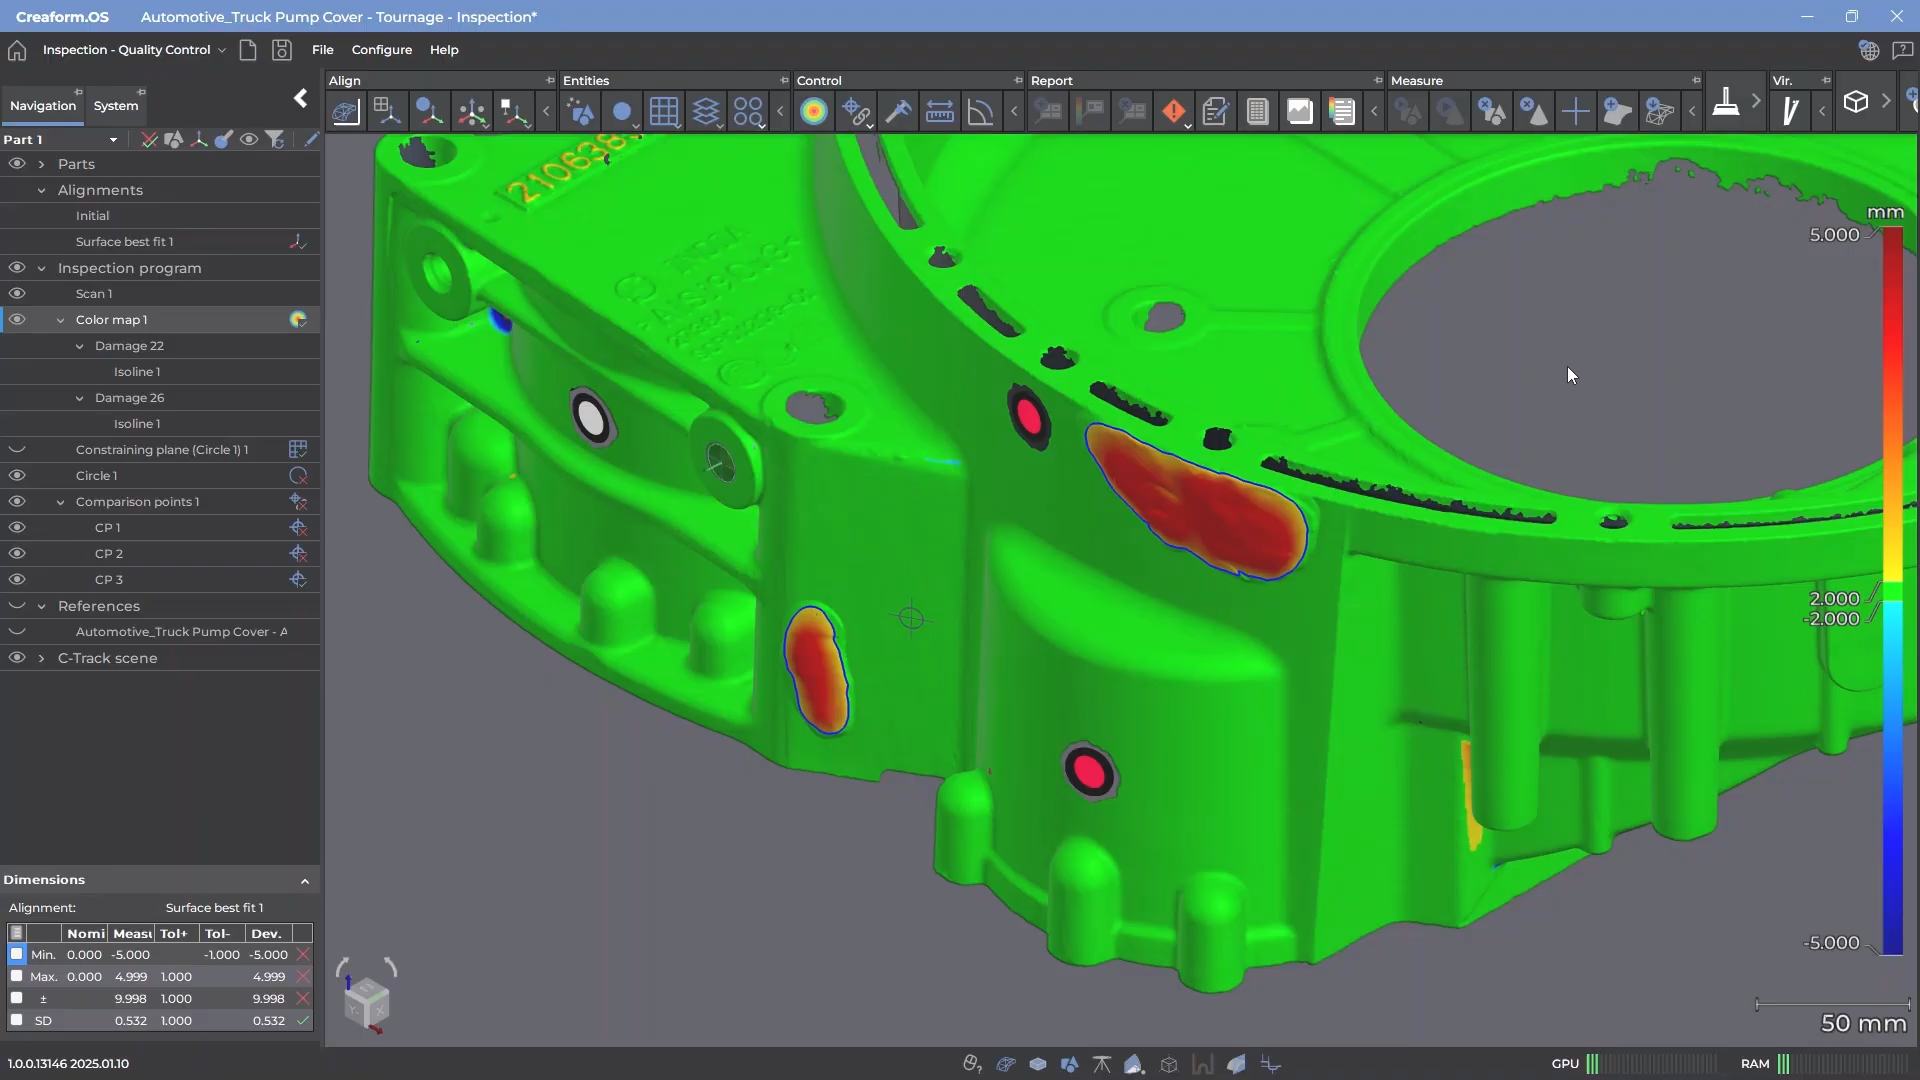 Creaform.OS Automotive_Truck Pump Cover - Tournage - Inspection*
Inspection - Quality Control File Configure Help
Align Entities Control Report Measure Vir.
Navigation System
Part 1
Parts
Alignments
Initial
Surface best fit 1
Inspection program
Scan 1
Color map 1
Damage 22
Isoline 1
Damage 26
Isoline 1
Constraining plane (Circle 1) 1
Circle 1
Comparison points 1
CP 1
CP 2
CP 3
References
Automotive_Truck Pump Cover - A
C-Track scene
mm
5.000
2.000
-2.000
-5.000
50 mm
Dimensions
Alignment: Surface best fit 1
Nomi Measu Tol+ Tol- Dev.
Min. 0.000 -5.000 -1.000 -5.000
Max. 0.000 4.999 1.000 4.999
± 9.998 1.000 9.998
SD 0.532 1.000 0.532
1.0.0.13146 2025.01.10
GPU RAM